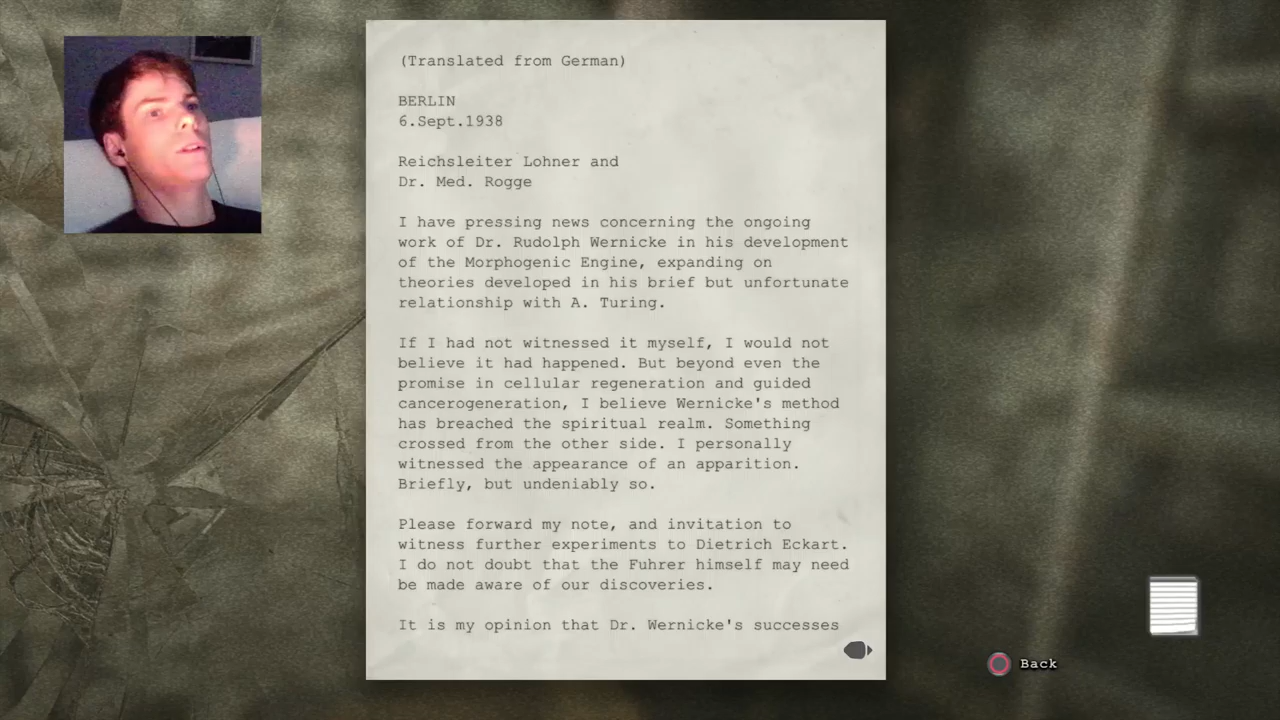 (Translated from German)
BERLIN
6.Sept.1938
Reichsleiter Lohner and
Dr. Med. Rogge
I have pressing news concerning the ongoing
work of Dr. Rudolph Wernicke in his development
of the Morphogenic Engine, expanding on
theories developed in his brief but unfortunate
relationship with A. Turing.
If I had not witnessed it myself, I would not
believe it had happened. But beyond even the
promise in cellular regeneration and guided
cancerogeneration, I believe Wernicke's method
has breached the spiritual realm. Something
crossed from the other side. I personally
witnessed the appearance of an apparition.
Briefly, but undeniably so.
Please forward my note, and invitation to
witness further experiments to Dietrich Eckart.
I do not doubt that the Fuhrer himself may need
be made aware of our discoveries.
It is my opinion that Dr. Wernicke's successes
Back